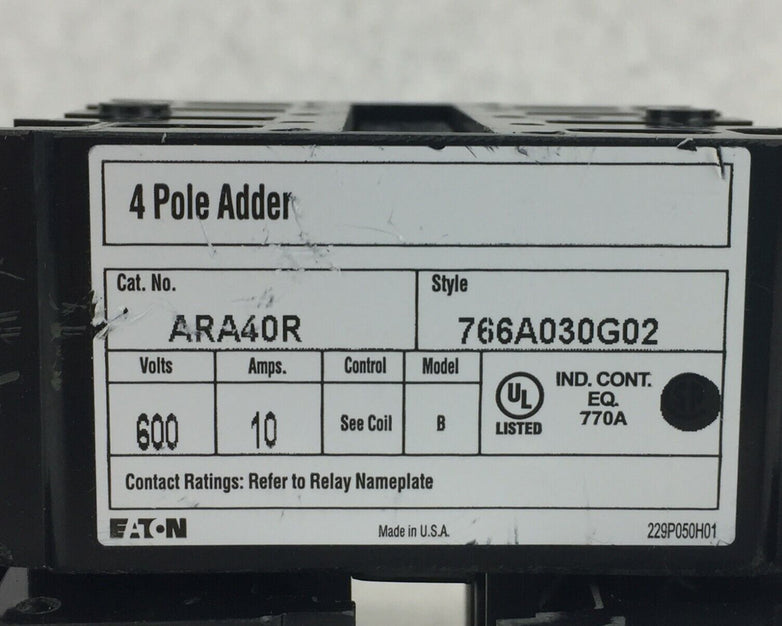 4 Pole Adder
Cat. No. Style
ARA40R 766A030G02
Volts Amps. Control Model
600 10 See Coil B
UL LISTED
IND. CONT.
EQ.
770A
Contact Ratings: Refer to Relay Nameplate
EATON Made in U.S.A. 229P050H01